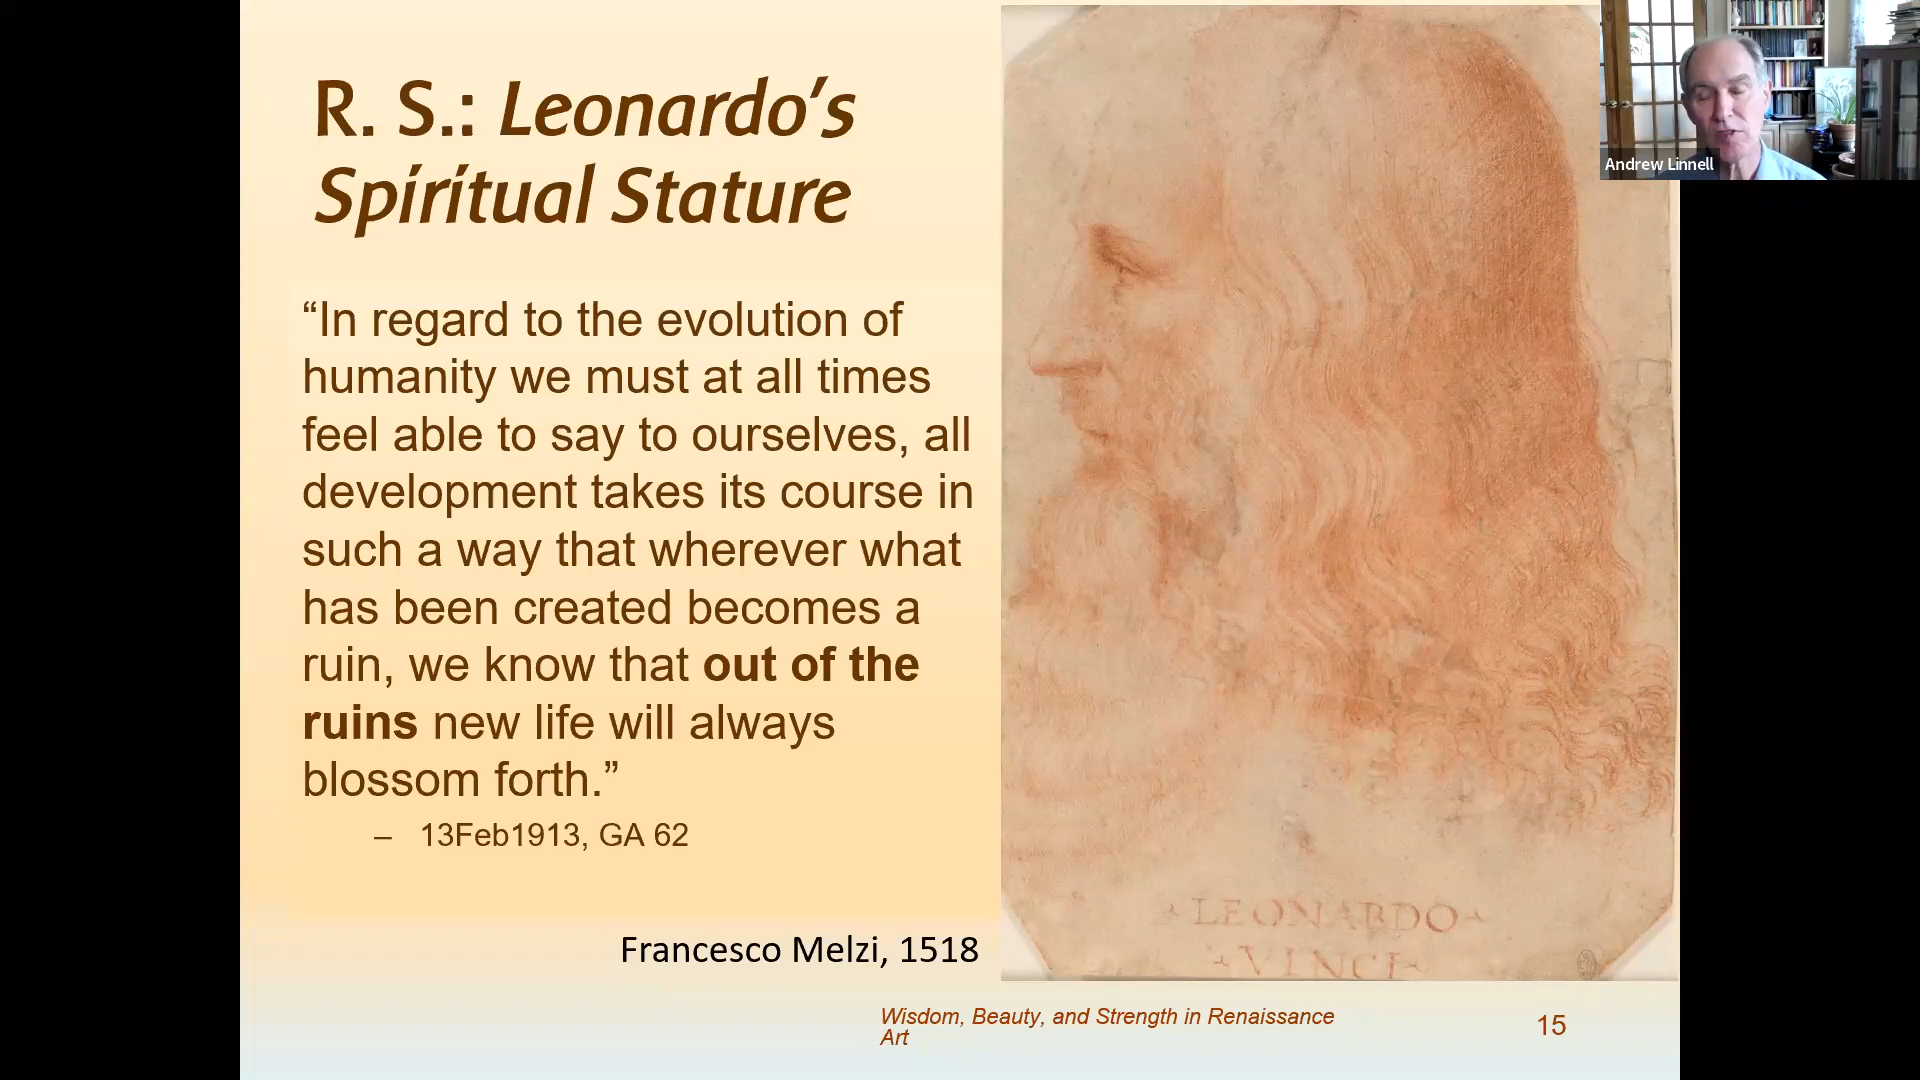 R. S.: Leonardo’s
Spiritual Stature
“In regard to the evolution of
humanity we must at all times
feel able to say to ourselves, all
development takes its course in
such a way that wherever what
has been created becomes a
ruin, we know that out of the
ruins new life will always
blossom forth.”
– 13Feb1913, GA 62
Francesco Melzi, 1518
LEONARDO
VINCI
Wisdom, Beauty, and Strength in Renaissance
Art
15
Andrew Linnell